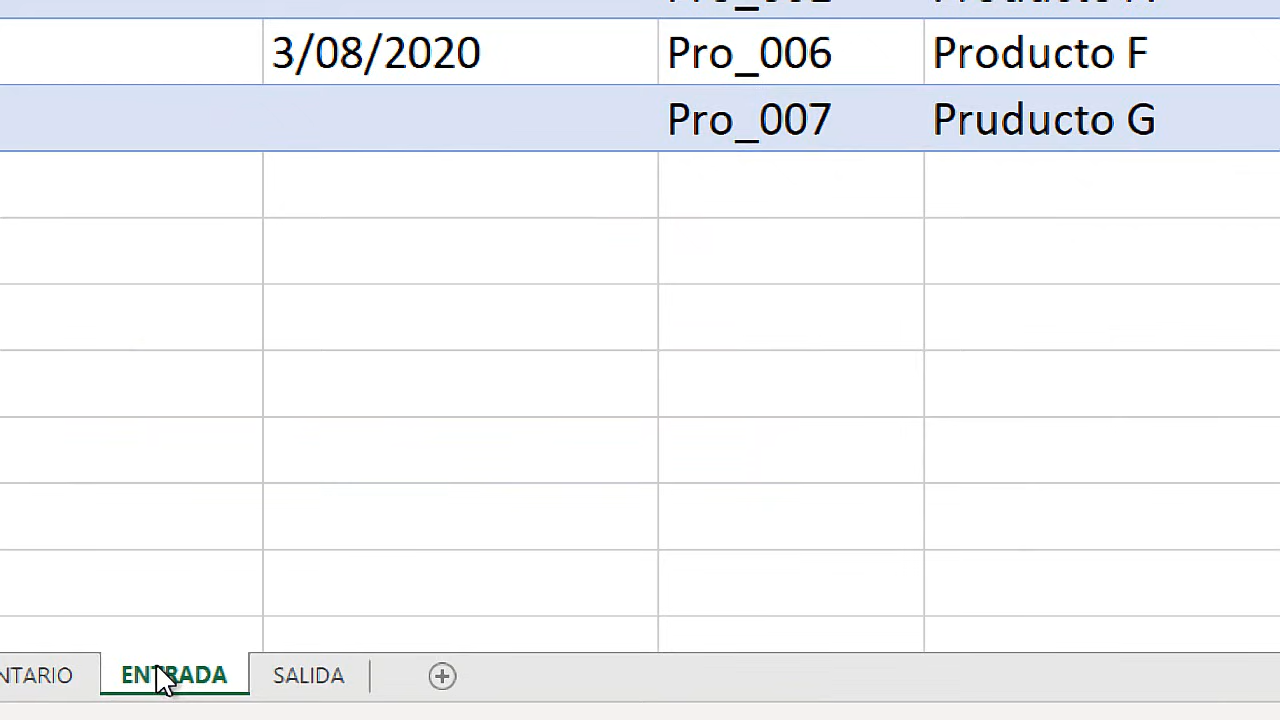 3/08/2020 Pro_006 Producto F
Pro_007 Pruducto G
NTARIO ENTRADA SALIDA